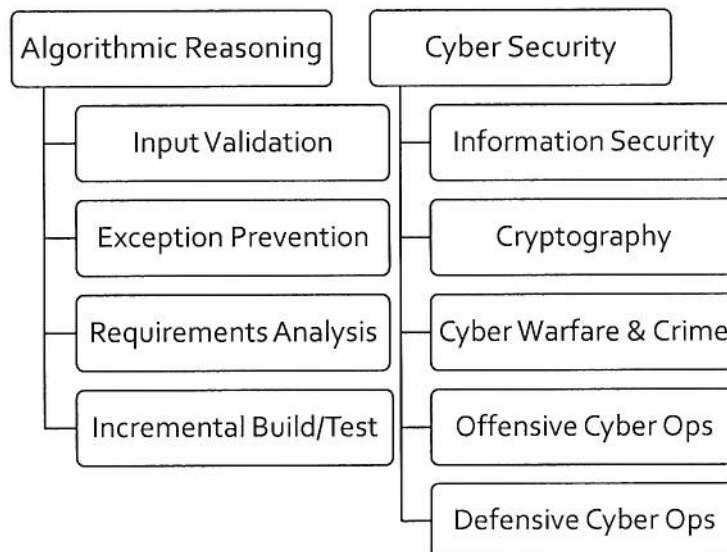 Algorithmic Reasoning
Input Validation
Exception Prevention
Requirements Analysis
Incremental Build/Test
Cyber Security
Information Security
Cryptography
Cyber Warfare & Crime
Offensive Cyber Ops
Defensive Cyber Ops